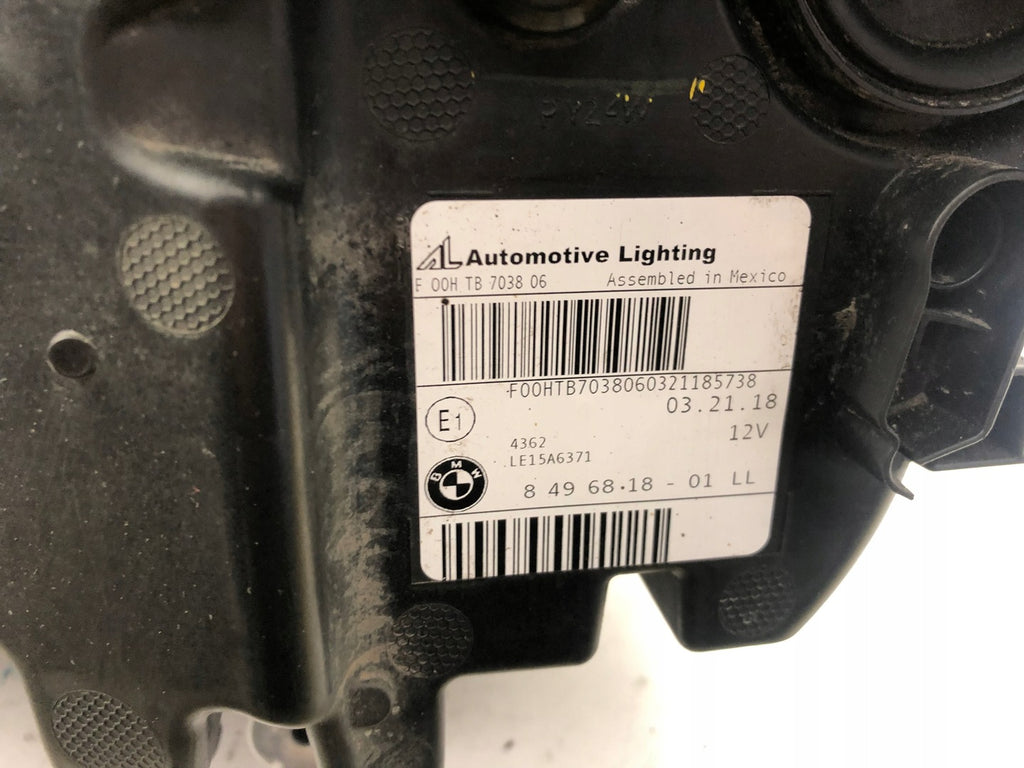 PY24W
AL Automotive Lighting
F 00H TB 7038 06 Assembled in Mexico
F00HTB7038060321185738
03.21.18
E1
12V
4362
LE15A6371
BMW
8 49 68.18 - 01 LL